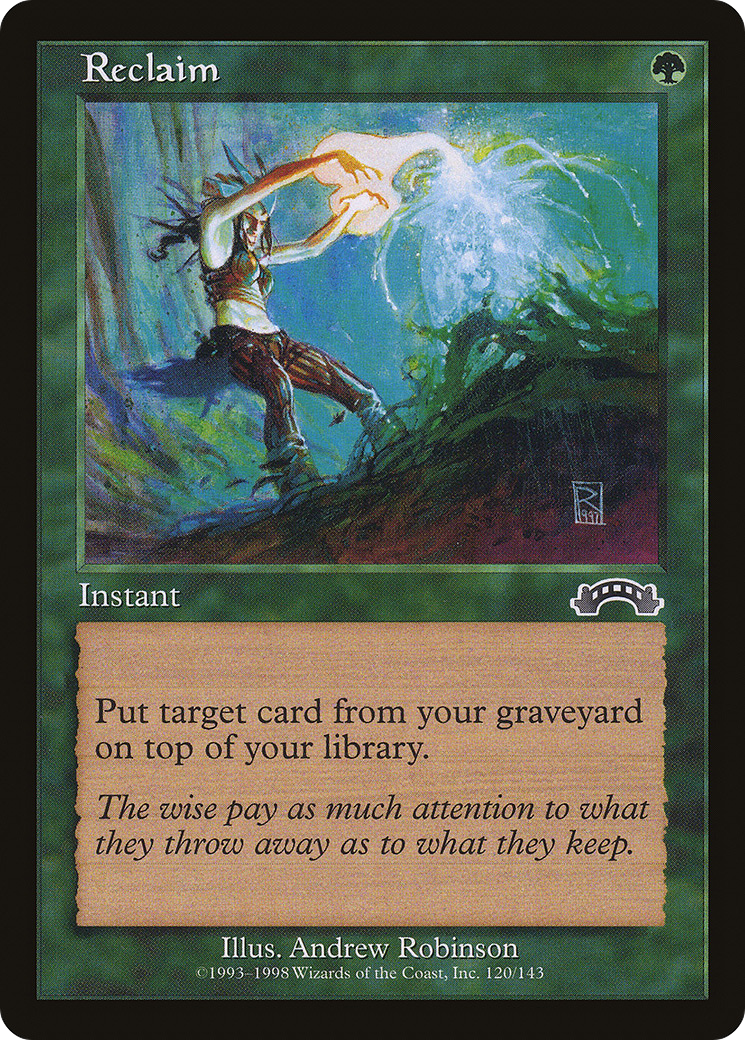 Reclaim
R
1997
Instant
Put target card from your graveyard
on top of your library.
The wise pay as much attention to what
they throw away as to what they keep.
Illus. Andrew Robinson
©1993–1998 Wizards of the Coast, Inc. 120/143